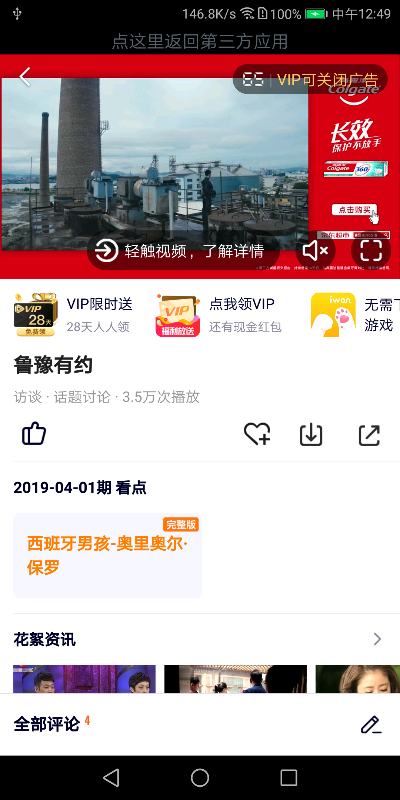 146.8K/s 100% 中午12:49
点这里返回第三方应用
65 | VIP可关闭广告
Colgate
长效
保护不放手
Colgate 360
点击购买
京东超市
轻触视频，了解详情
VIP 28天 免费领
VIP限时送
28天人人领
VIP 福利放送
点我领VIP
还有现金红包
iwan
无需下
游戏
鲁豫有约
访谈 · 话题讨论 · 3.5万次播放
2019-04-01期 看点
完整版
西班牙男孩-奥里奥尔·
保罗
花絮资讯
全部评论 4